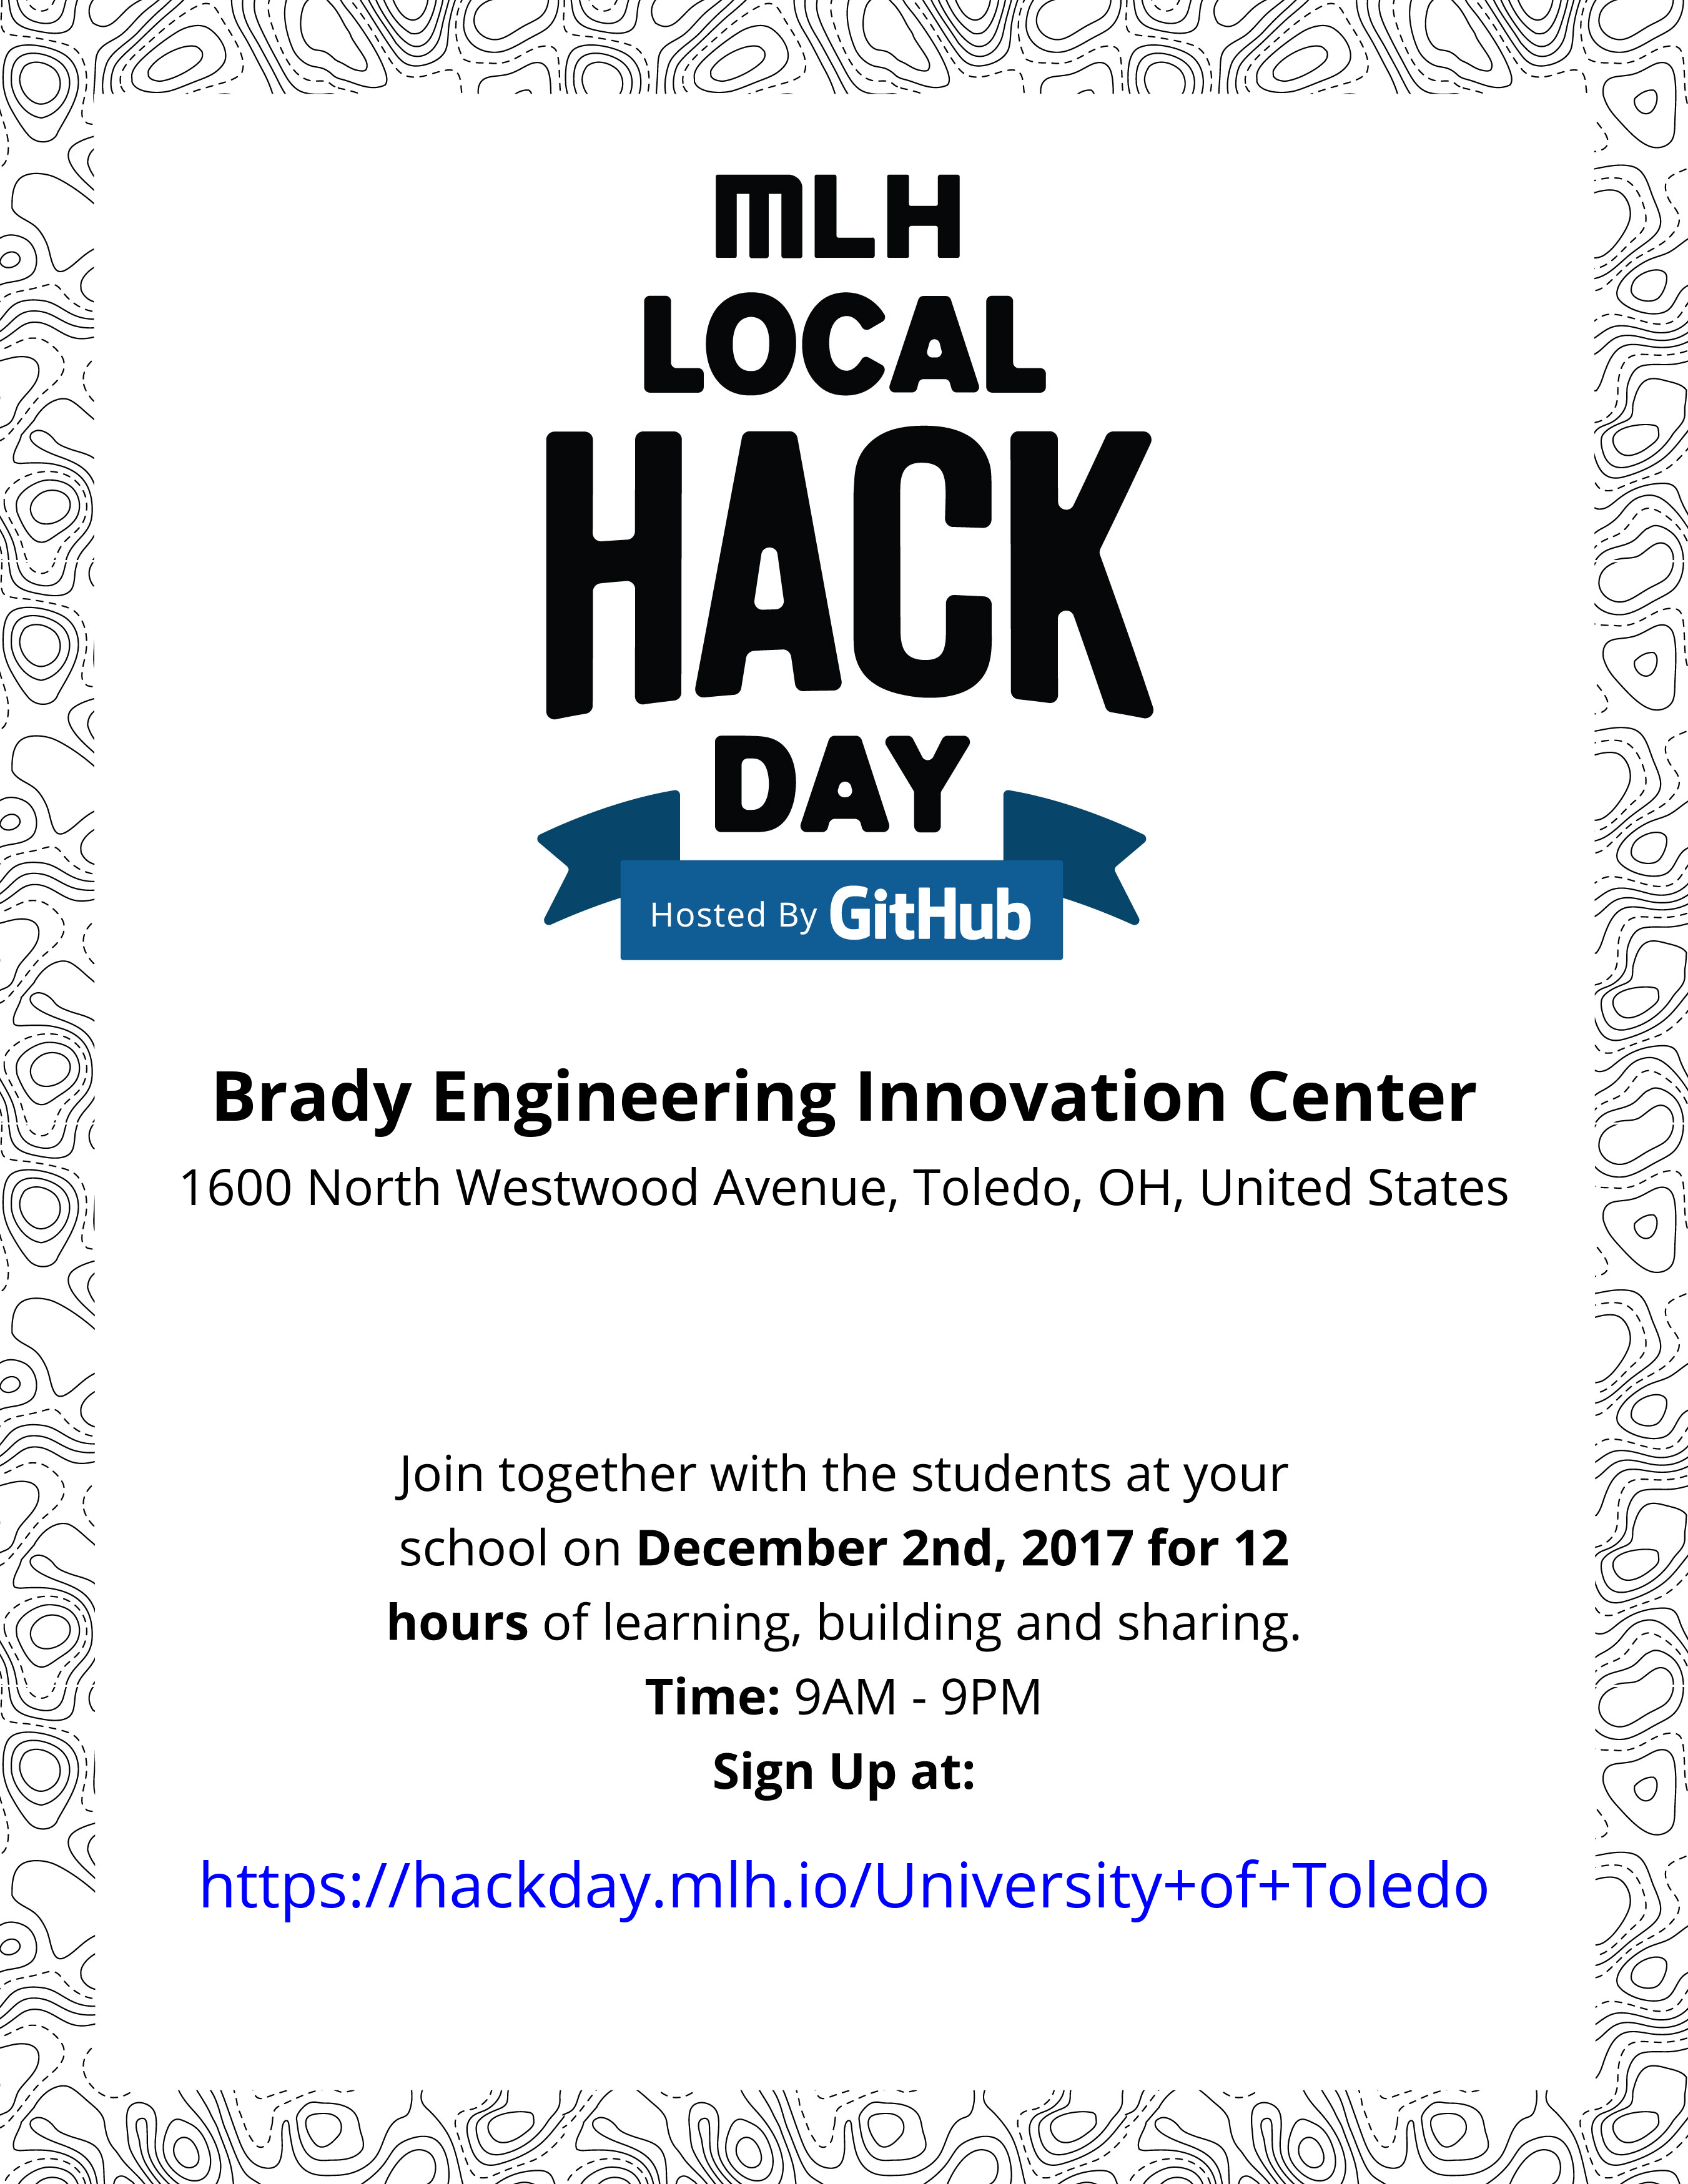 MLH
LOCAL
HACK
DAY
Hosted By GitHub
Brady Engineering Innovation Center
1600 North Westwood Avenue, Toledo, OH, United States
Join together with the students at your
school on December 2nd, 2017 for 12
hours of learning, building and sharing.
Time: 9AM - 9PM
Sign Up at:
https://hackday.mlh.io/University+of+Toledo